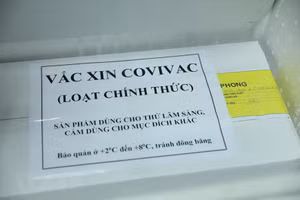 VẮC XIN COVIVAC
(LOẠT CHÍNH THỨC)
SẢN PHẨM DÙNG CHO THỬ LÂM SÀNG,
CẤM DÙNG CHO MỤC ĐÍCH KHÁC
Bảo quản ở +2°C đến +8°C, tránh đông băng
PHONG